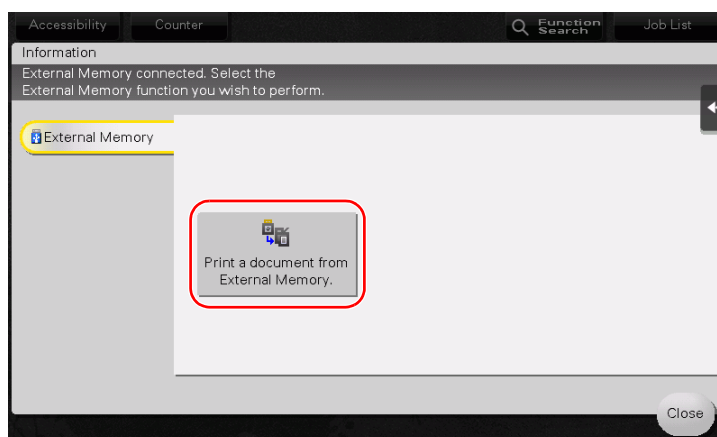 Accessibility
Counter
Function
Search
Job List
Information
External Memory connected. Select the
External Memory function you wish to perform.
External Memory
Print a document from
External Memory.
Close